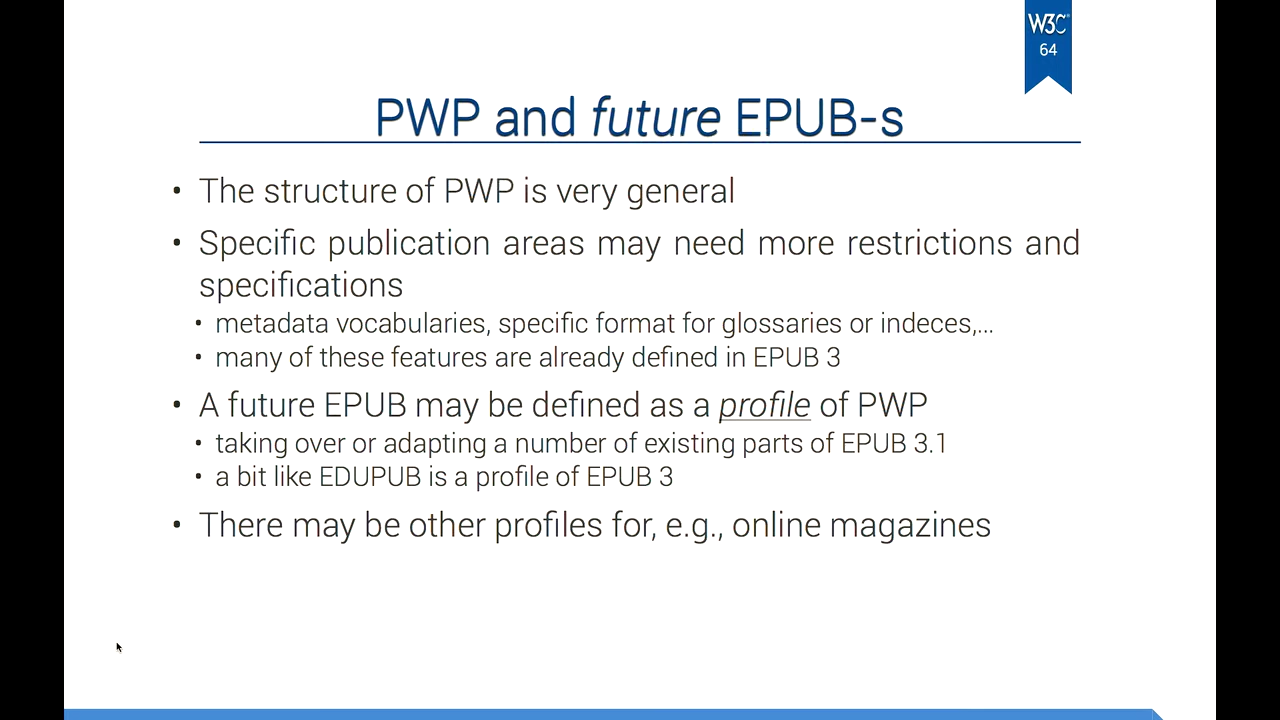 W3C
64
PWP and future EPUB-s
• The structure of PWP is very general
• Specific publication areas may need more restrictions and
specifications
• metadata vocabularies, specific format for glossaries or indeces,...
• many of these features are already defined in EPUB 3
• A future EPUB may be defined as a profile of PWP
• taking over or adapting a number of existing parts of EPUB 3.1
• a bit like EDUPUB is a profile of EPUB 3
• There may be other profiles for, e.g., online magazines